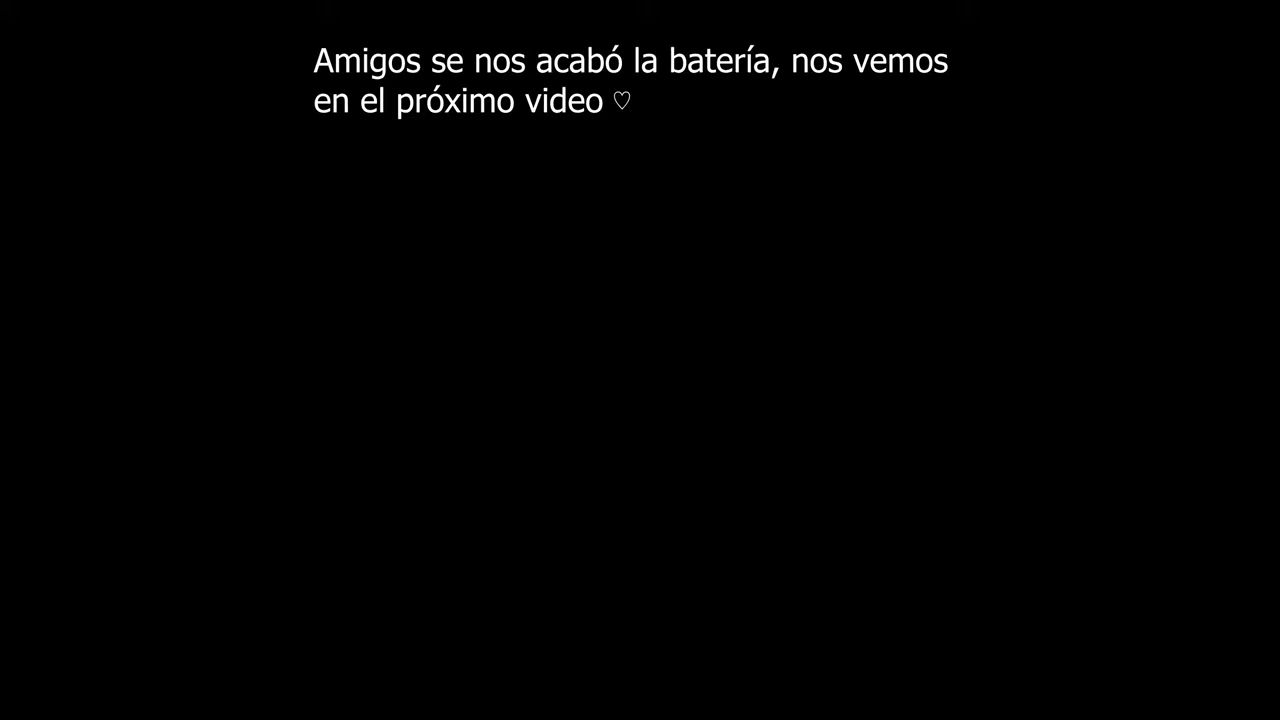 Amigos se nos acabó la batería, nos vemos
en el próximo video ♡